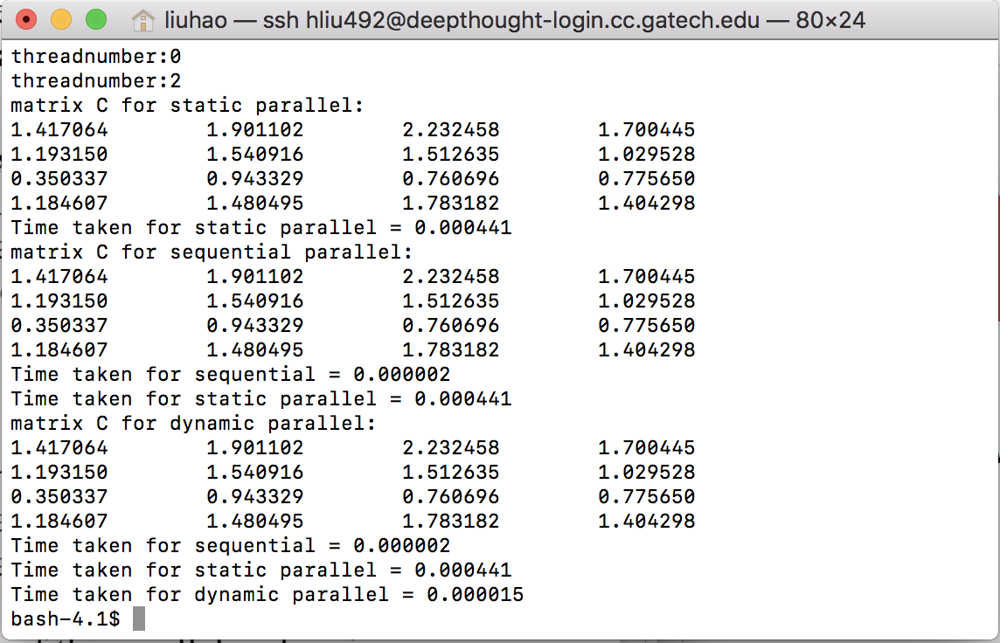 liuhao — ssh hliu492@deepthought-login.cc.gatech.edu — 80×24
threadnumber:0
threadnumber:2
matrix C for static parallel:
1.417064 1.901102 2.232458 1.700445
1.193150 1.540916 1.512635 1.029528
0.350337 0.943329 0.760696 0.775650
1.184607 1.480495 1.783182 1.404298
Time taken for static parallel = 0.000441
matrix C for sequential parallel:
1.417064 1.901102 2.232458 1.700445
1.193150 1.540916 1.512635 1.029528
0.350337 0.943329 0.760696 0.775650
1.184607 1.480495 1.783182 1.404298
Time taken for sequential = 0.000002
Time taken for static parallel = 0.000441
matrix C for dynamic parallel:
1.417064 1.901102 2.232458 1.700445
1.193150 1.540916 1.512635 1.029528
0.350337 0.943329 0.760696 0.775650
1.184607 1.480495 1.783182 1.404298
Time taken for sequential = 0.000002
Time taken for static parallel = 0.000441
Time taken for dynamic parallel = 0.000015
bash-4.1$